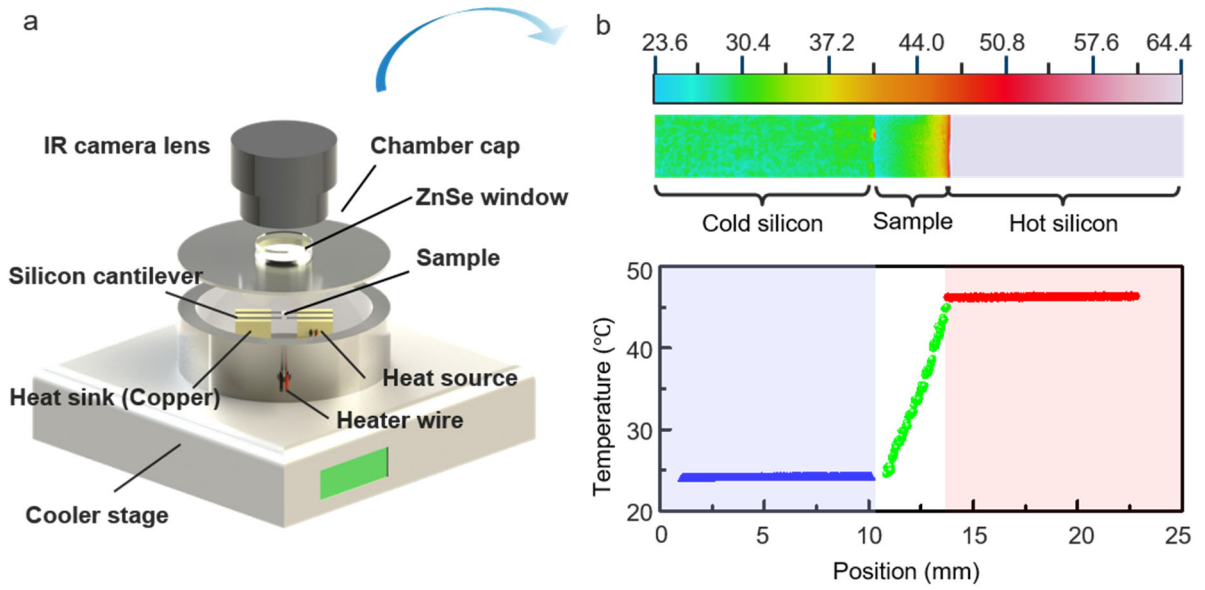 a
IR camera lens
Chamber cap
ZnSe window
Sample
Silicon cantilever
Heat source
Heat sink (Copper)
Heater wire
Cooler stage
b
23.6 30.4 37.2 44.0 50.8 57.6 64.4
Cold silicon Sample Hot silicon
50
40
30
20
Temperature (℃)
0 5 10 15 20 25
Position (mm)